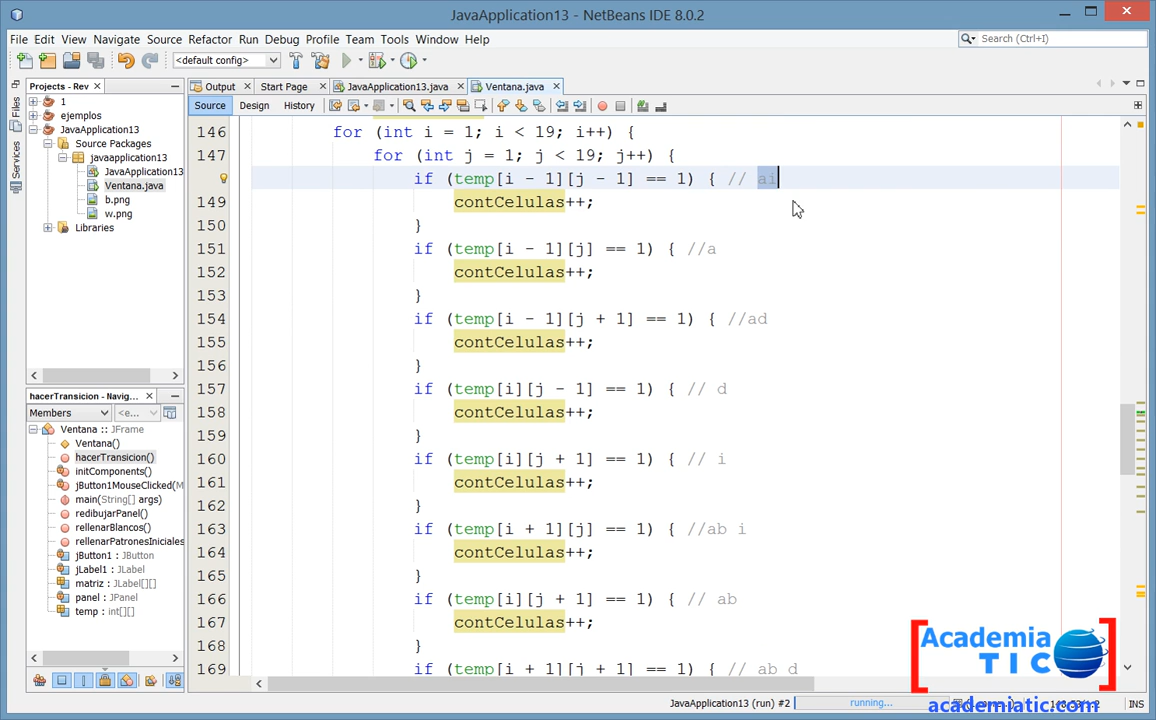 JavaApplication13 - NetBeans IDE 8.0.2
File Edit View Navigate Source Refactor Run Debug Profile Team Tools Window Help
Search (Ctrl+I)
<default config>
Projects - Rev
Output Start Page JavaApplication13.java Ventana.java
Files
Services
1
ejemplos
JavaApplication13
Source Packages
javaapplication13
JavaApplication13
Ventana.java
b.png
w.png
Libraries
Source Design History
146 for (int i = 1; i < 19; i++) {
147 for (int j = 1; j < 19; j++) {
if (temp[i - 1][j - 1] == 1) { // ai
149 contCelulas++;
150 }
151 if (temp[i - 1][j] == 1) { //a
152 contCelulas++;
153 }
154 if (temp[i - 1][j + 1] == 1) { //ad
155 contCelulas++;
156 }
157 if (temp[i][j - 1] == 1) { // d
158 contCelulas++;
159 }
160 if (temp[i][j + 1] == 1) { // i
161 contCelulas++;
162 }
163 if (temp[i + 1][j] == 1) { //ab i
164 contCelulas++;
165 }
166 if (temp[i][j + 1] == 1) { // ab
167 contCelulas++;
168 }
169 if (temp[i + 1][j + 1] == 1) { // ab d
hacerTransicion - Navig...
Members <e...
Ventana :: JFrame
Ventana()
hacerTransicion()
initComponents()
jButton1MouseClicked(M
main(String[] args)
redibujarPanel()
rellenarBlancos()
rellenarPatronesIniciales
jButton1 : JButton
jLabel1 : JLabel
matriz : JLabel[][]
panel : JPanel
temp : int[][]
Academia
TIC
academiatic.com
JavaApplication13 (run) #2 running... INS